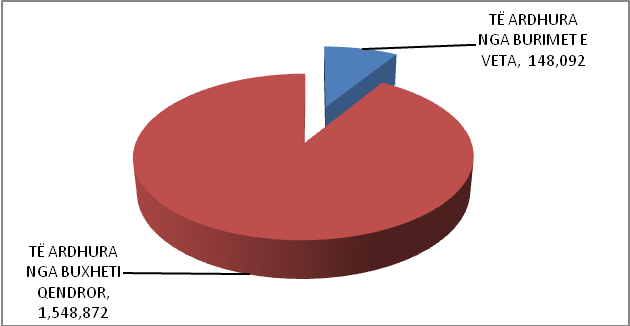 TË ARDHURA
NGA BURIMET E
VETA, 148,092
TË ARDHURA
NGA BUXHETI
QENDROR,
1,548,872